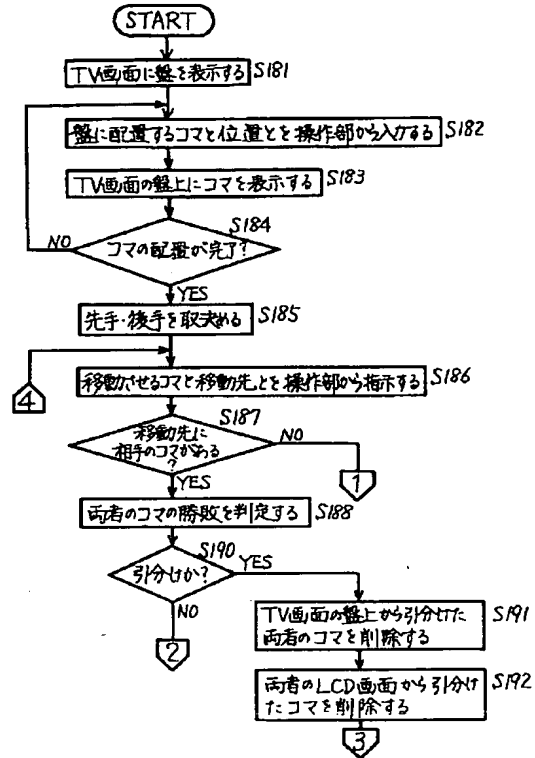 START
TV画面に盤を表示する S181
盤に配置するコマと位置とを操作部から入力する S182
TV画面の盤上にコマを表示する S183
S184
NO コマの配置が完了?
YES
先手・後手を取決める S185
4
移動させるコマと移動先とを操作部から指示する S186
S187
移動先に
相手のコマがある
?
NO
1
YES
両者のコマの勝敗を判定する S188
S190
引分けか? YES
NO
2
TV画面の盤上から引分けた S191
両者のコマを削除する
両者のLCD画面から引分け S192
たコマを削除する
3